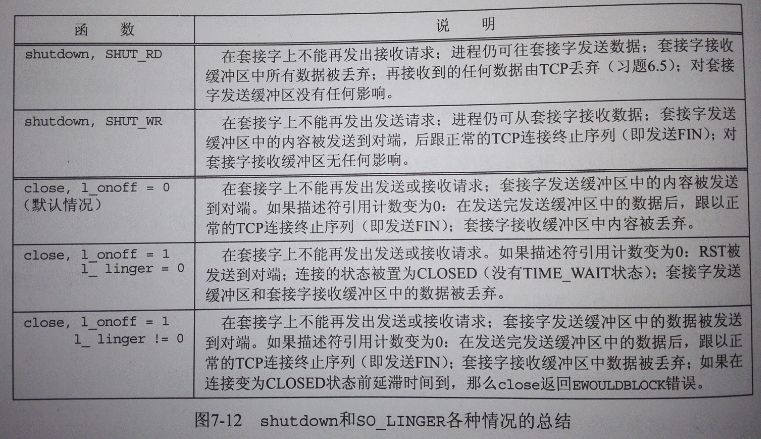 函 数 说 明
shutdown, SHUT_RD 在套接字上不能再发出接收请求；进程仍可往套接字发送数据；套接字接收
缓冲区中所有数据被丢弃；再接收到的任何数据由TCP丢弃（习题6.5）；对套接
字发送缓冲区没有任何影响。
shutdown, SHUT_WR 在套接字上不能再发出发送请求；进程仍可从套接字接收数据；套接字发送
缓冲区中的内容被发送到对端，后跟正常的TCP连接终止序列（即发送FIN）；对
套接字接收缓冲区无任何影响。
close, l_onoff = 0 在套接字上不能再发出发送或接收请求；套接字发送缓冲区中的内容被发送
（默认情况） 到对端。如果描述符引用计数变为0：在发送完发送缓冲区中的数据后，跟以正
常的TCP连接终止序列（即发送FIN）；套接字接收缓冲区中内容被丢弃。
close, l_onoff = 1 在套接字上不能再发出发送或接收请求。如果描述符引用计数变为0：RST被
l_ linger = 0 发送到对端；连接的状态被置为CLOSED（没有TIME_WAIT状态）；套接字发送
缓冲区和套接字接收缓冲区中的数据被丢弃。
close, l_onoff = 1 在套接字上不能再发出发送或接收请求；套接字发送缓冲区中的数据被发送
l_ linger != 0 到对端。如果描述符引用计数变为0：在发送完发送缓冲区中的数据后，跟以正
常的TCP连接终止序列（即发送FIN）；套接字接收缓冲区中数据被丢弃；如果在
连接变为CLOSED状态前延滞时间到，那么close返回EWOULDBLOCK错误。
图7-12 shutdown和SO_LINGER各种情况的总结